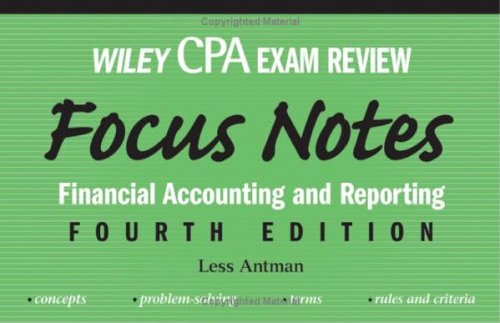 Copyrighted Material
WILEY CPA EXAM REVIEW
Focus Notes
Financial Accounting and Reporting
FOURTH EDITION
Less Antman
• concepts • problem-solving • terms • rules and criteria
Copyrighted Material